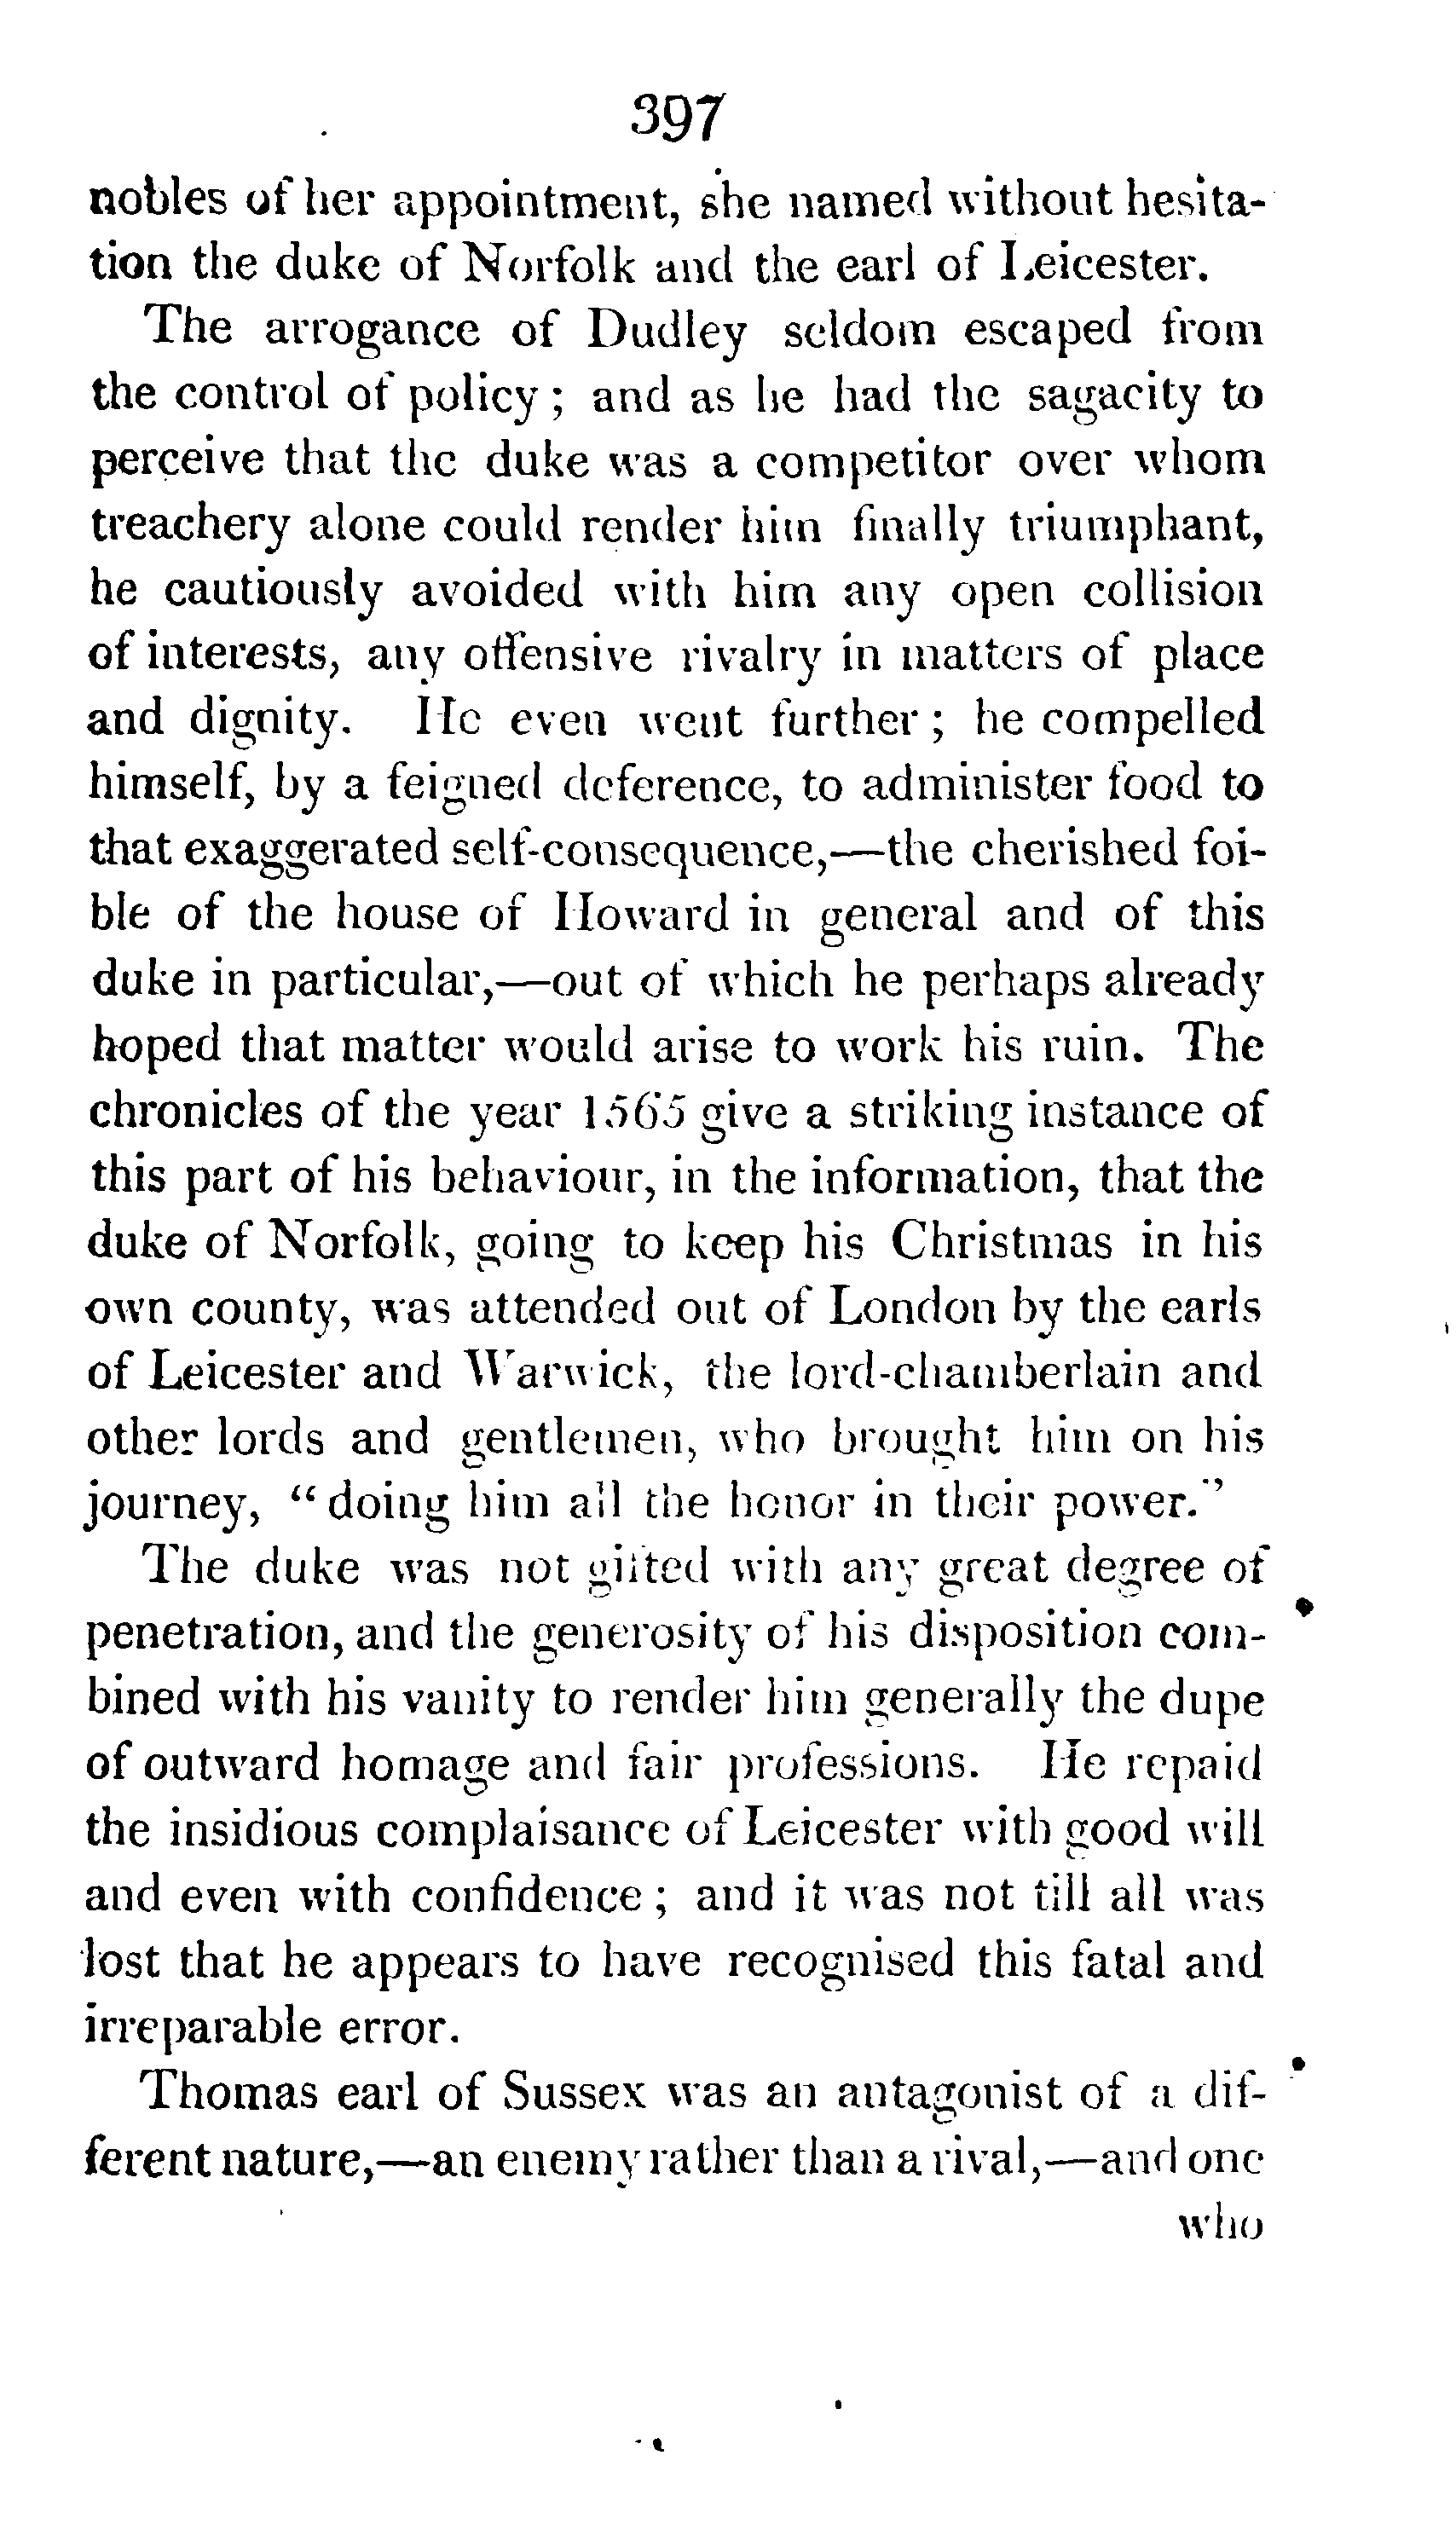 397
nobles of her appointment, she named without hesita-
tion the duke of Norfolk and the earl of Leicester.
The arrogance of Dudley seldom escaped from
the control of policy; and as he had the sagacity to
perceive that the duke was a competitor over whom
treachery alone could render him finally triumphant,
he cautiously avoided with him any open collision
of interests, any offensive rivalry in matters of place
and dignity. He even went further; he compelled
himself, by a feigned deference, to administer food to
that exaggerated self-consequence,—the cherished foi-
ble of the house of Howard in general and of this
duke in particular,—out of which he perhaps already
hoped that matter would arise to work his ruin. The
chronicles of the year 1565 give a striking instance of
this part of his behaviour, in the information, that the
duke of Norfolk, going to keep his Christmas in his
own county, was attended out of London by the earls
of Leicester and Warwick, the lord-chamberlain and
other lords and gentlemen, who brought him on his
journey, "doing him all the honor in their power."
The duke was not gifted with any great degree of
penetration, and the generosity of his disposition com-
bined with his vanity to render him generally the dupe
of outward homage and fair professions. He repaid
the insidious complaisance of Leicester with good will
and even with confidence; and it was not till all was
lost that he appears to have recognised this fatal and
irreparable error.
Thomas earl of Sussex was an antagonist of a dif-
ferent nature,—an enemy rather than a rival,—and one
who